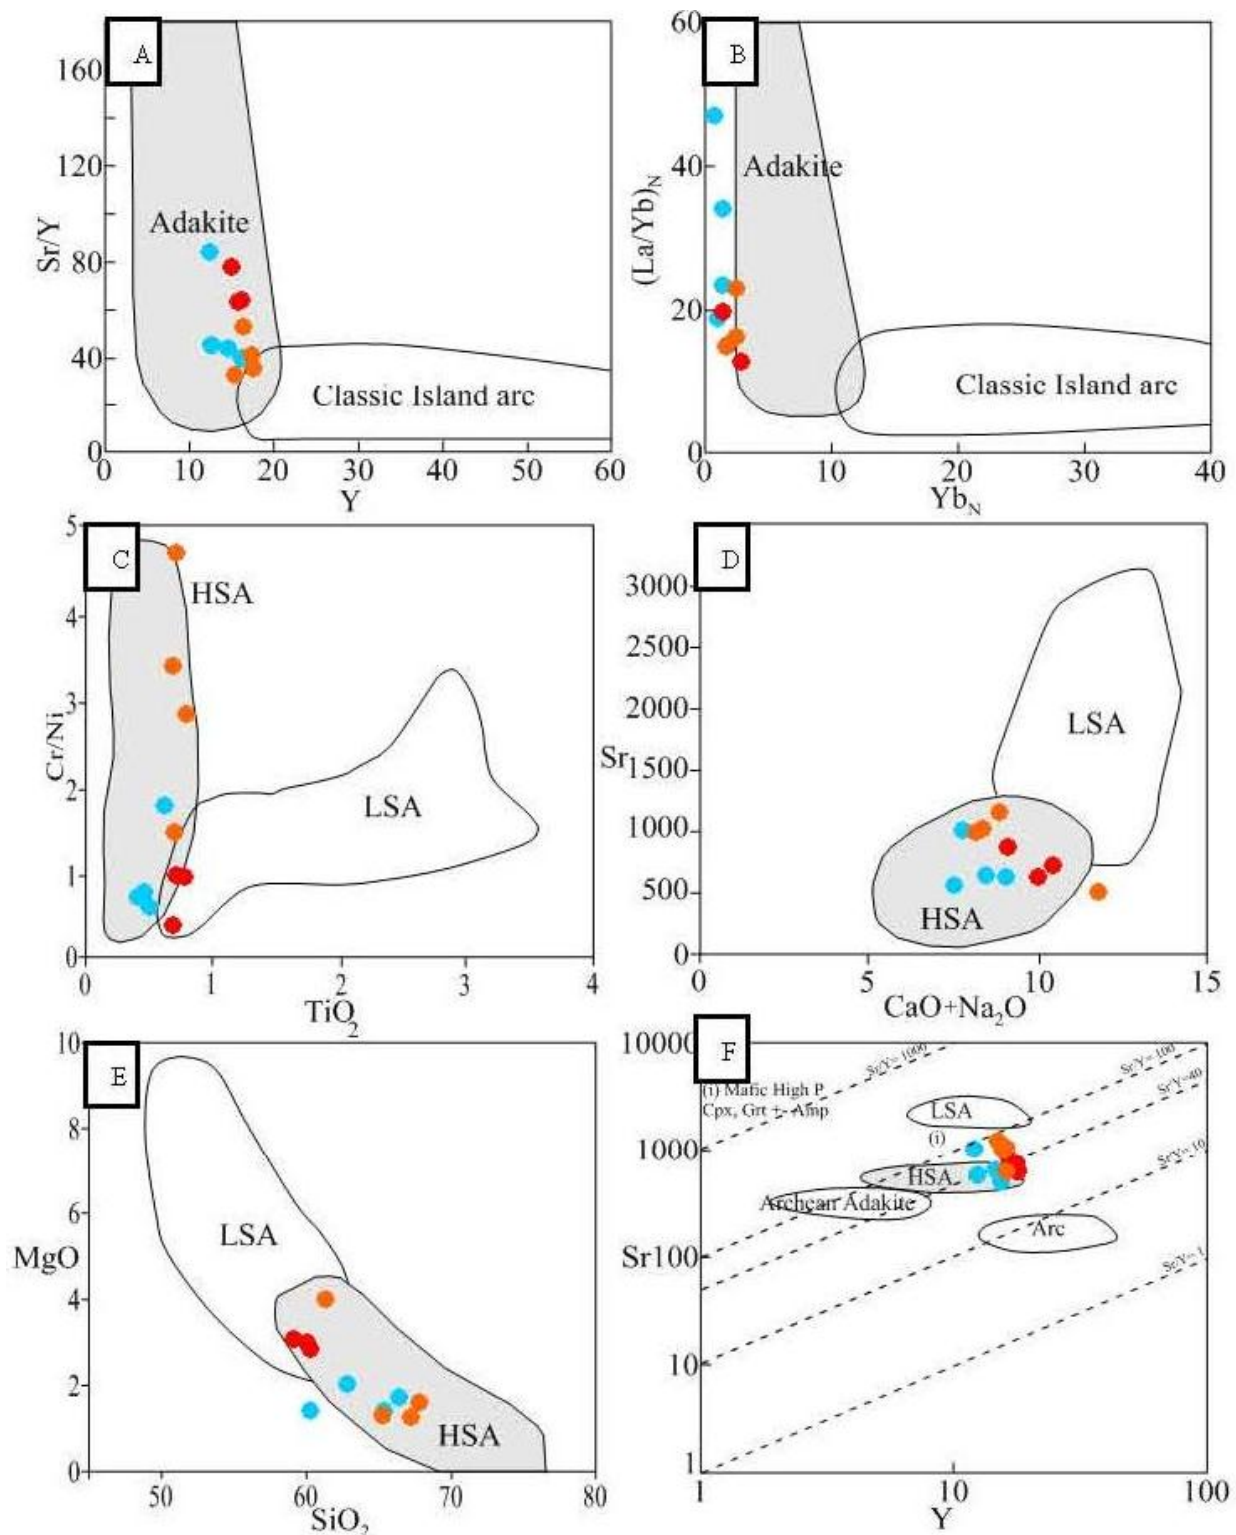 A
160
120
80
40
0
Sr/Y
Adakite
Classic Island arc
0 10 20 30 40 50 60
Y
B
60
40
20
0
(La/Yb)N
Adakite
Classic Island arc
0 10 20 30 40
YbN
C
5
4
3
2
1
0
Cr/Ni
HSA
LSA
0 1 2 3 4
TiO2
D
3000
2500
2000
1500
1000
500
0
Sr
LSA
HSA
0 5 10 15
CaO+Na2O
E
10
8
6
4
2
0
MgO
LSA
HSA
50 60 70 80
SiO2
F
10000
1000
100
10
1
Sr
(i) Mafic High P
Cpx, Grt +- Amp
Sr/Y= 1000
Sr/Y= 100
Sr/Y=40
Sr/Y= 10
Sr/Y= 1
LSA
(i)
HSA
Archean Adakite
Arc
1 10 100
Y